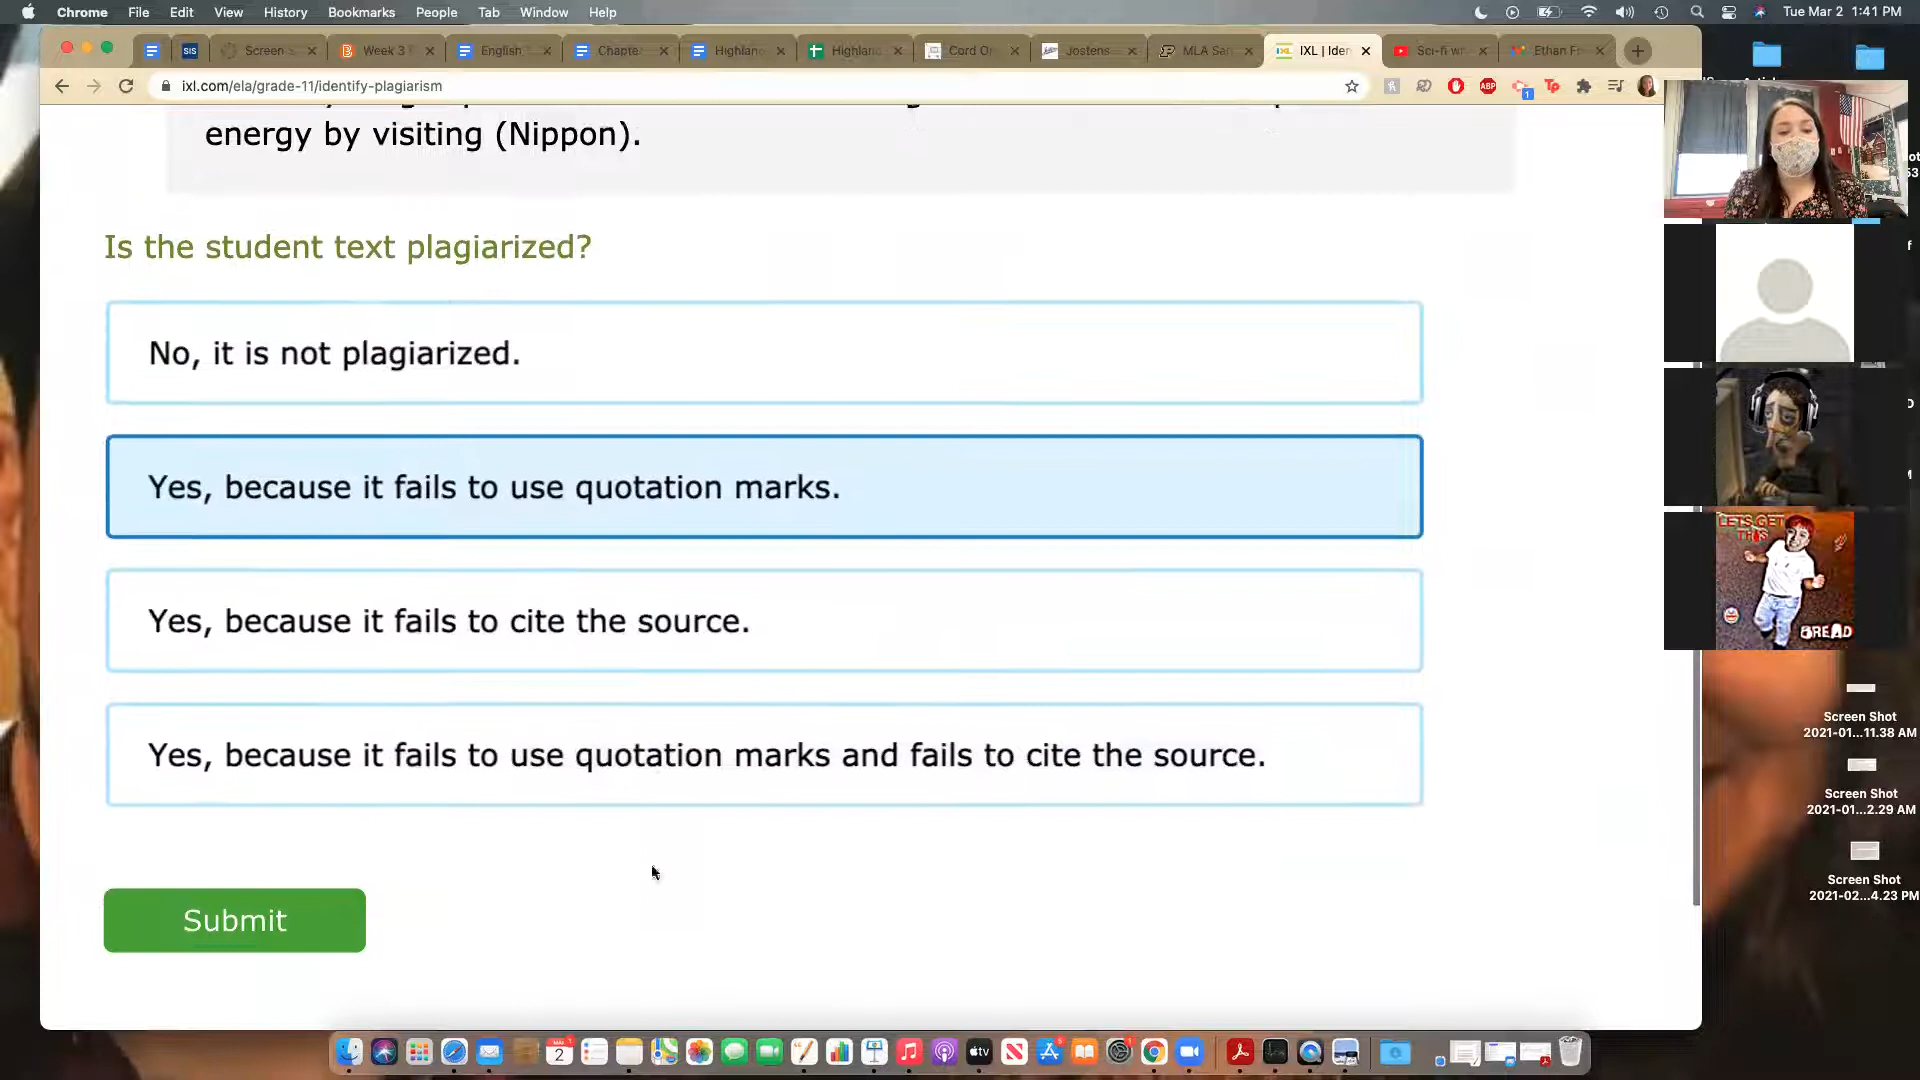 Chrome File Edit View History Bookmarks People Tab Window Help Tue Mar 2 1:41 PM
SIS Screen Week 3 English Chapte Highland Highland Cord O Jostens MLA Sa IXL | Iden Sci-fi w Ethan F
ixl.com/ela/grade-11/identify-plagiarism
energy by visiting (Nippon).
Is the student text plagiarized?
No, it is not plagiarized.
Yes, because it fails to use quotation marks.
Yes, because it fails to cite the source.
Yes, because it fails to use quotation marks and fails to cite the source.
Submit
LETS GET
THIS
BREAD
Screen Shot
2021-01...11.38 AM
Screen Shot
2021-01...2.29 AM
Screen Shot
2021-02...4.23 PM